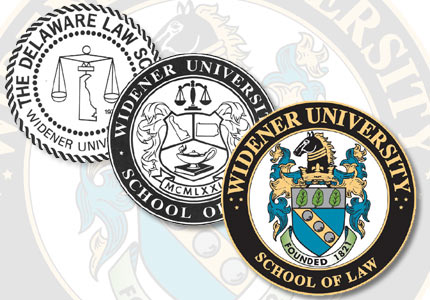 THE DELAWARE LAW SC
WIDENER UNIV
WIDENER UNIVERSITY
MCMLXXI
SCHOOL OF
WIDENER UNIVERSITY
FOUNDED 1821
SCHOOL OF LAW